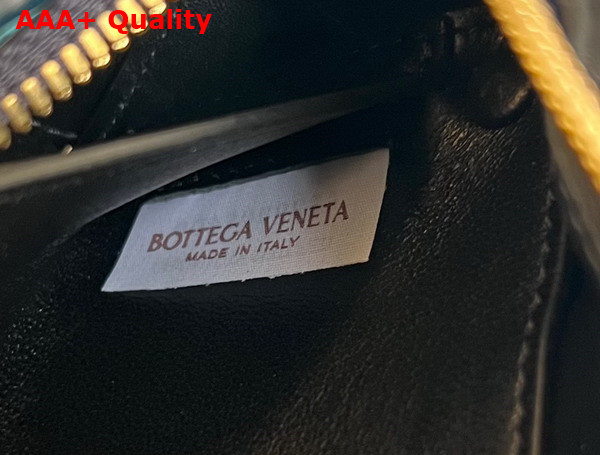 AAA+ Quality
BOTTEGA VENETA
MADE IN ITALY